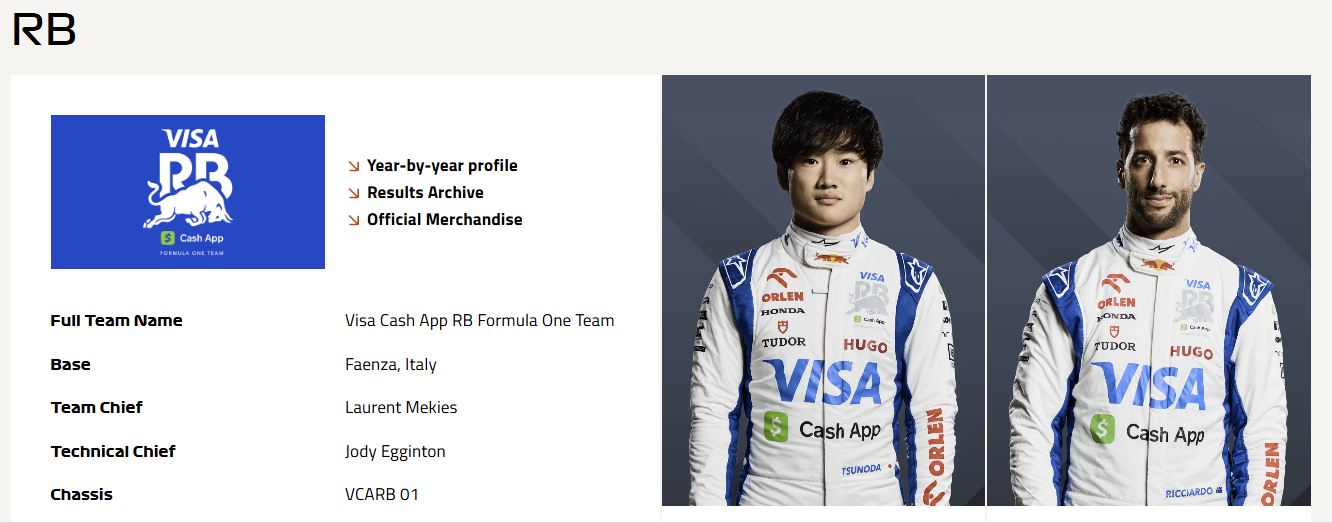 RB
VISA
RB
Cash App
FORMULA ONE TEAM
Year-by-year profile
Results Archive
Official Merchandise
Full Team Name Visa Cash App RB Formula One Team
Base Faenza, Italy
Team Chief Laurent Mekies
Technical Chief Jody Egginton
Chassis VCARB 01
VISA
RB
Cash App
ORLEN
HONDA
TUDOR
HUGO
VISA
Cash App
TSUNODA
ORLEN
VISA
RB
ORLEN
HONDA
TUDOR
HUGO
VISA
Cash App
RICCIARDO
ORLEN